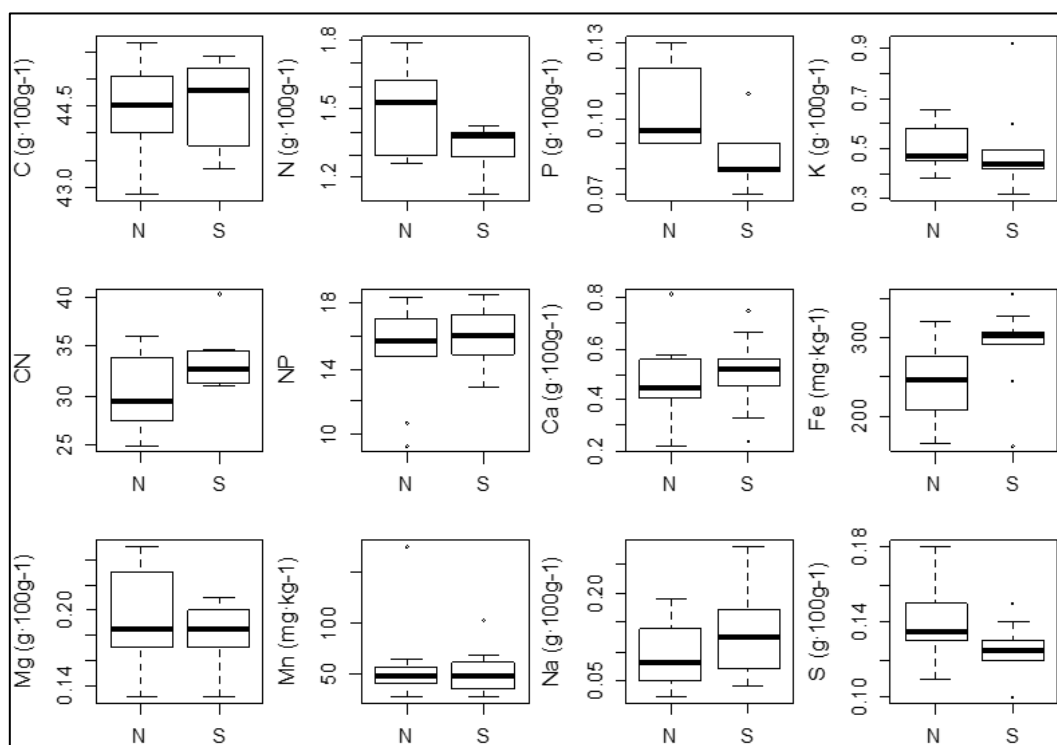 C (g·100g-1)
43.0 44.5
N S
N (g·100g-1)
1.2 1.5 1.8
N S
P (g·100g-1)
0.07 0.10 0.13
N S
K (g·100g-1)
0.3 0.5 0.7 0.9
N S
CN
25 30 35 40
N S
NP
10 14 18
N S
Ca (g·100g-1)
0.2 0.4 0.6 0.8
N S
Fe (mg·kg-1)
200 300
N S
Mg (g·100g-1)
0.14 0.20
N S
Mn (mg·kg-1)
50 100
N S
Na (g·100g-1)
0.05 0.20
N S
S (g·100g-1)
0.10 0.14 0.18
N S